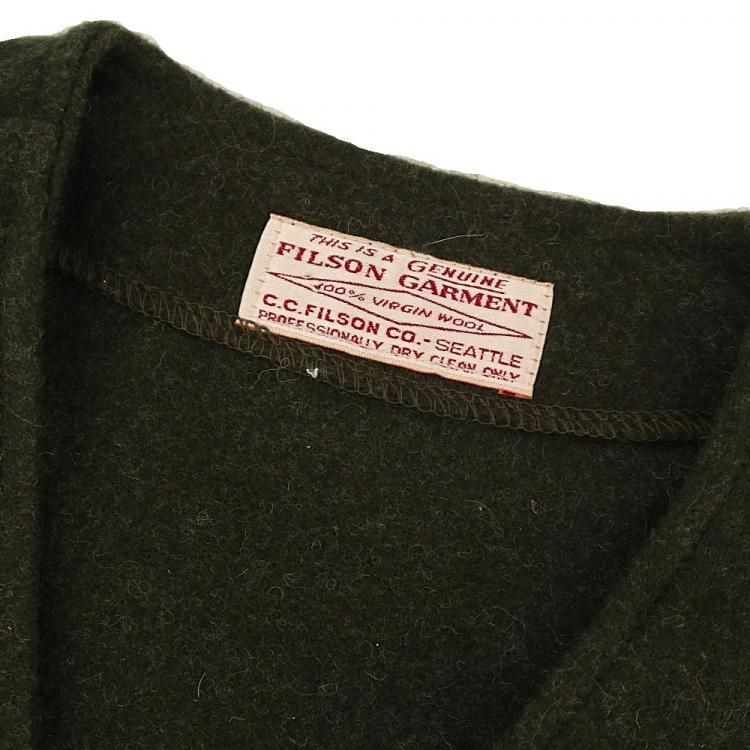 THIS IS A GENUINE
FILSON GARMENT
100% VIRGIN WOOL
C.C.FILSON CO.- SEATTLE
PROFESSIONALLY DRY CLEAN ONLY